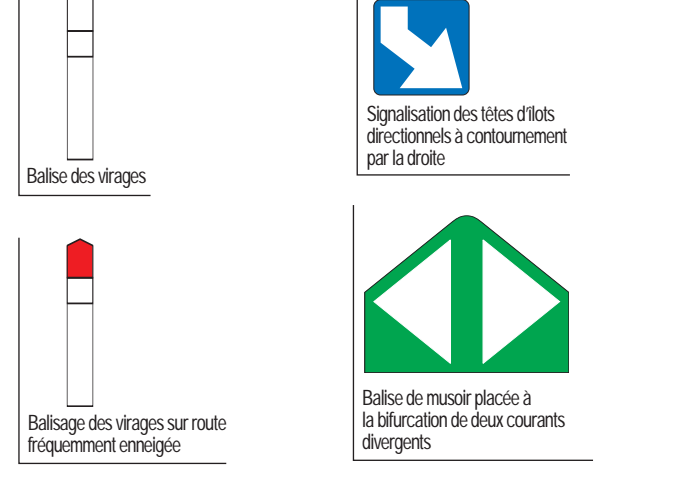 Balise des virages
Signalisation des têtes d'îlots
directionnels à contournement
par la droite
Balisage des virages sur route
fréquemment enneigée
Balise de musoir placée à
la bifurcation de deux courants
divergents